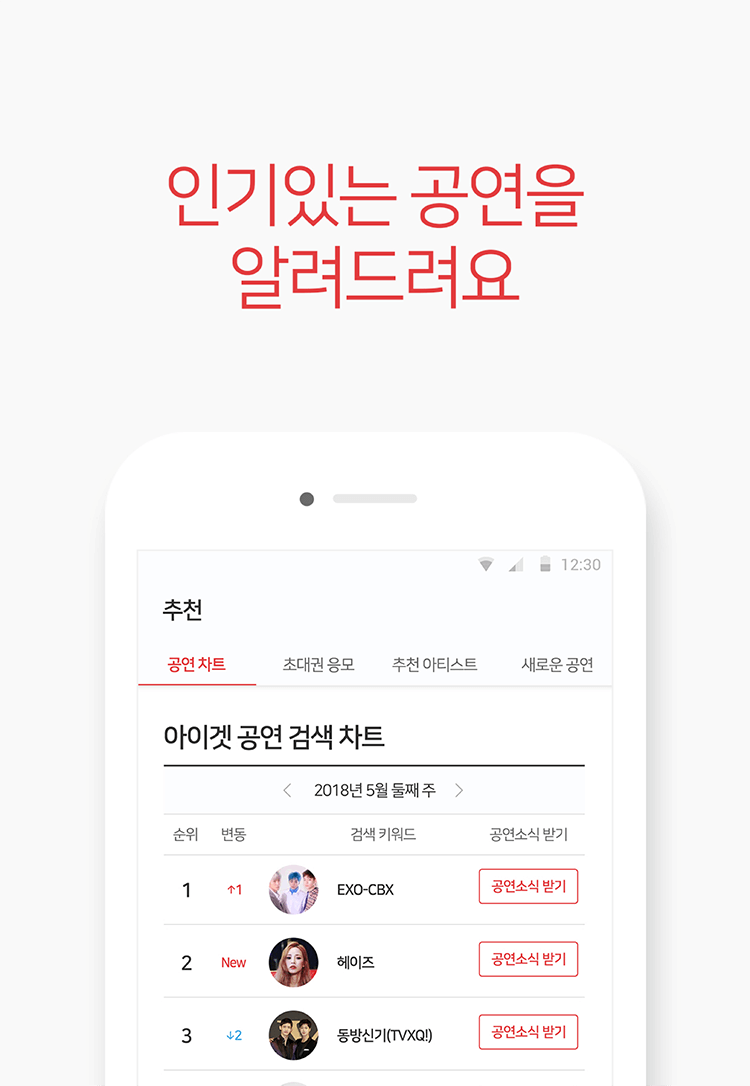 인기있는 공연을
알려드려요
12:30
추천
공연 차트 초대권 응모 추천 아티스트 새로운 공연
아이겟 공연 검색 차트
2018년 5월 둘째 주
순위 변동 검색 키워드 공연소식 받기
1 ↑1 EXO-CBX 공연소식 받기
2 New 헤이즈 공연소식 받기
3 ↓2 동방신기(TVXQ!) 공연소식 받기